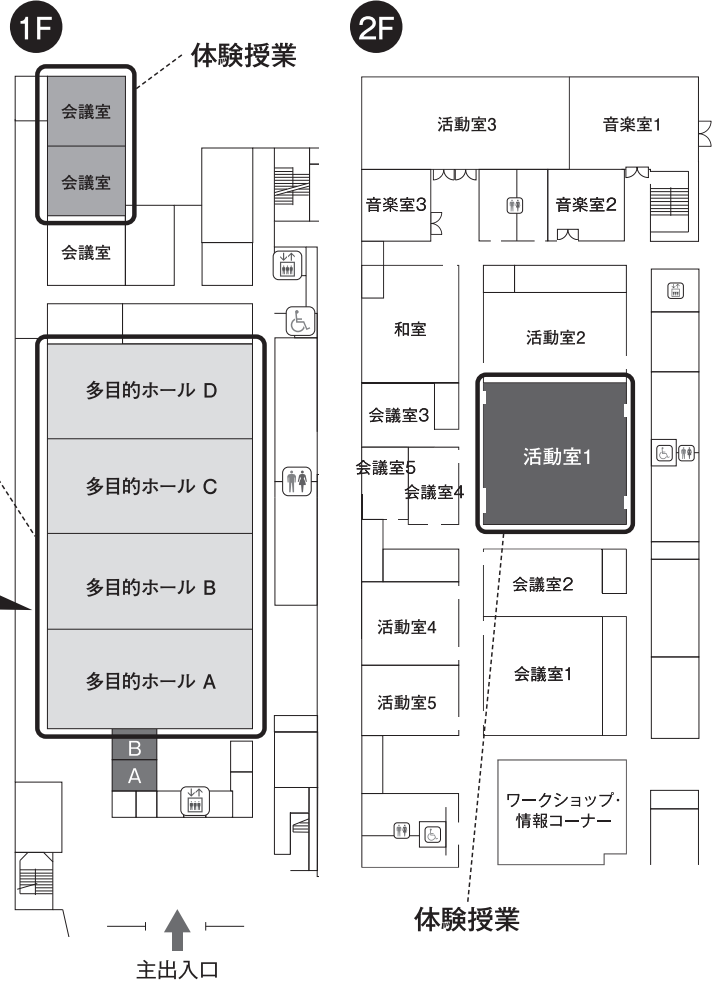 1F
体験授業
会議室
会議室
会議室
多目的ホール D
多目的ホール C
多目的ホール B
多目的ホール A
B
A
主出入口
2F
活動室3
音楽室1
音楽室3
音楽室2
和室
活動室2
会議室3
活動室1
会議室5
会議室4
会議室2
活動室4
会議室1
活動室5
ワークショップ・
情報コーナー
体験授業